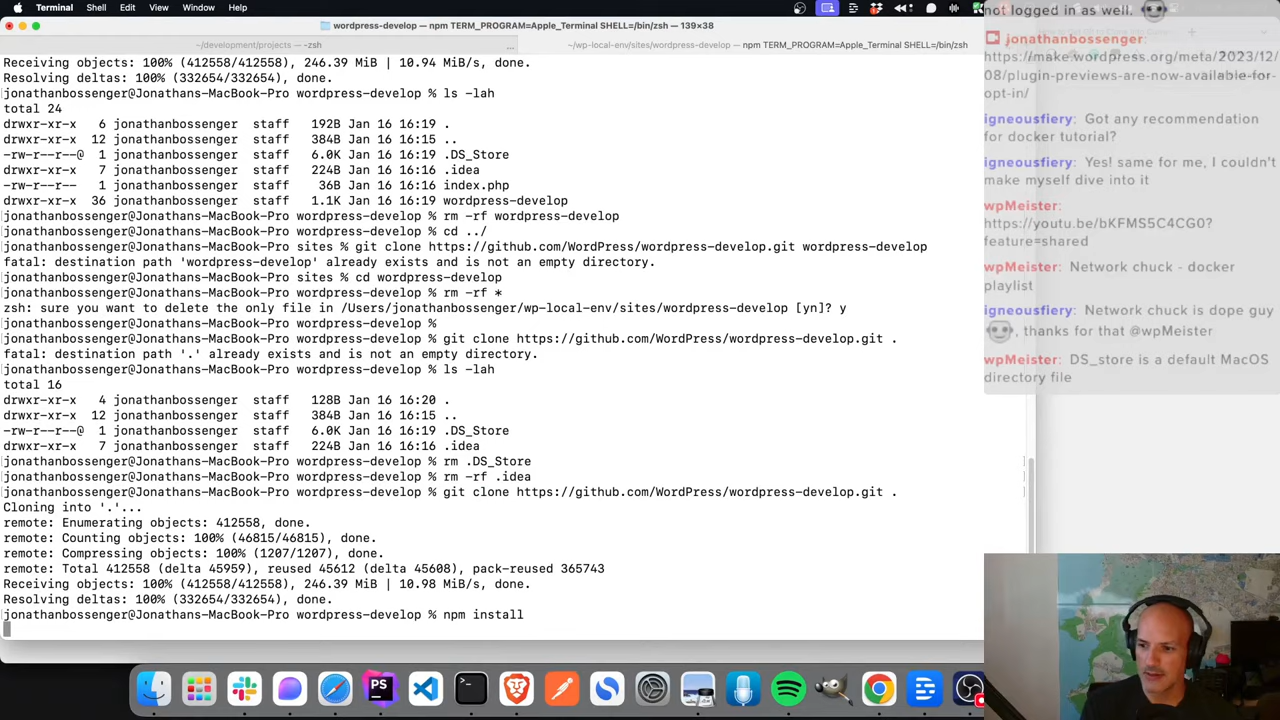 Terminal Shell Edit View Window Help
wordpress-develop — npm TERM_PROGRAM=Apple_Terminal SHELL=/bin/zsh — 139×38
~/development/projects — -zsh ... ~/wp-local-env/sites/wordpress-develop — npm TERM_PROGRAM=Apple_Terminal SHELL=/bin/zsh
Receiving objects: 100% (412558/412558), 246.39 MiB | 10.94 MiB/s, done.
Resolving deltas: 100% (332654/332654), done.
jonathanbossenger@Jonathans-MacBook-Pro wordpress-develop % ls -lah
total 24
drwxr-xr-x 6 jonathanbossenger staff 192B Jan 16 16:19 .
drwxr-xr-x 12 jonathanbossenger staff 384B Jan 16 16:15 ..
-rw-r--r--@ 1 jonathanbossenger staff 6.0K Jan 16 16:19 .DS_Store
drwxr-xr-x 7 jonathanbossenger staff 224B Jan 16 16:16 .idea
-rw-r--r-- 1 jonathanbossenger staff 36B Jan 16 16:16 index.php
drwxr-xr-x 36 jonathanbossenger staff 1.1K Jan 16 16:19 wordpress-develop
jonathanbossenger@Jonathans-MacBook-Pro wordpress-develop % rm -rf wordpress-develop
jonathanbossenger@Jonathans-MacBook-Pro wordpress-develop % cd ../
jonathanbossenger@Jonathans-MacBook-Pro sites % git clone https://github.com/WordPress/wordpress-develop.git wordpress-develop
fatal: destination path 'wordpress-develop' already exists and is not an empty directory.
jonathanbossenger@Jonathans-MacBook-Pro sites % cd wordpress-develop
jonathanbossenger@Jonathans-MacBook-Pro wordpress-develop % rm -rf *
zsh: sure you want to delete the only file in /Users/jonathanbossenger/wp-local-env/sites/wordpress-develop [yn]? y
jonathanbossenger@Jonathans-MacBook-Pro wordpress-develop %
jonathanbossenger@Jonathans-MacBook-Pro wordpress-develop % git clone https://github.com/WordPress/wordpress-develop.git .
fatal: destination path '.' already exists and is not an empty directory.
jonathanbossenger@Jonathans-MacBook-Pro wordpress-develop % ls -lah
total 16
drwxr-xr-x 4 jonathanbossenger staff 128B Jan 16 16:20 .
drwxr-xr-x 12 jonathanbossenger staff 384B Jan 16 16:15 ..
-rw-r--r--@ 1 jonathanbossenger staff 6.0K Jan 16 16:19 .DS_Store
drwxr-xr-x 7 jonathanbossenger staff 224B Jan 16 16:16 .idea
jonathanbossenger@Jonathans-MacBook-Pro wordpress-develop % rm .DS_Store
jonathanbossenger@Jonathans-MacBook-Pro wordpress-develop % rm -rf .idea
jonathanbossenger@Jonathans-MacBook-Pro wordpress-develop % git clone https://github.com/WordPress/wordpress-develop.git .
Cloning into '.'...
remote: Enumerating objects: 412558, done.
remote: Counting objects: 100% (46815/46815), done.
remote: Compressing objects: 100% (1207/1207), done.
remote: Total 412558 (delta 45959), reused 45612 (delta 45608), pack-reused 365743
Receiving objects: 100% (412558/412558), 246.39 MiB | 10.98 MiB/s, done.
Resolving deltas: 100% (332654/332654), done.
jonathanbossenger@Jonathans-MacBook-Pro wordpress-develop % npm install
not logged in as well.
jonathanbossenger:
https://make.wordpress.org/meta/2023/12/
08/plugin-previews-are-now-available-for-
opt-in/
igneousfiery: Got any recommendation
for docker tutorial?
igneousfiery: Yes! same for me, I couldn't
make myself dive into it
wpMeister:
https://youtu.be/bKFMS5C4CG0?
feature=shared
wpMeister: Network chuck - docker
playlist
igneousfiery: Network chuck is dope guy
, thanks for that @wpMeister
wpMeister: DS_store is a default MacOS
directory file
PS